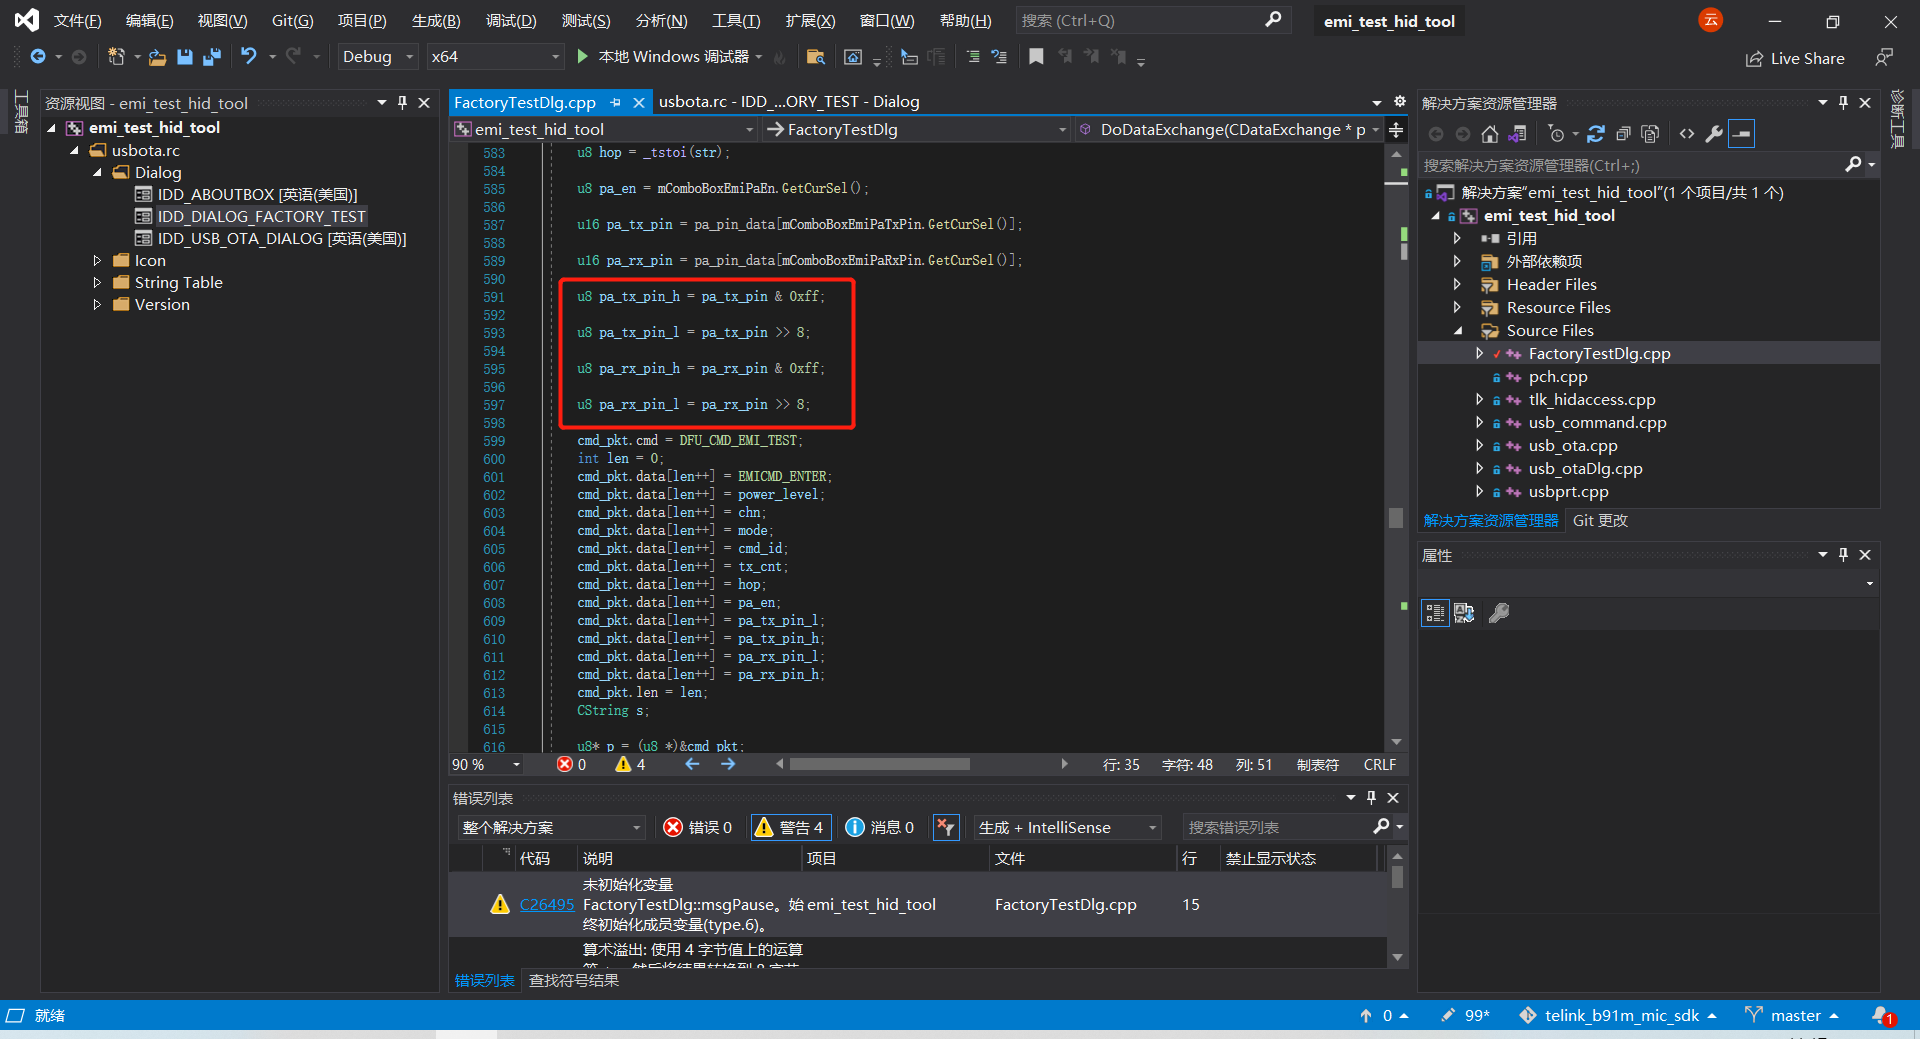 文件(F) 编辑(E) 视图(V) Git(G) 项目(P) 生成(B) 调试(D) 测试(S) 分析(N) 工具(T) 扩展(X) 窗口(W) 帮助(H) 搜索 (Ctrl+Q) emi_test_hid_tool 云
Debug x64 本地 Windows 调试器 Live Share
工具箱
资源视图 - emi_test_hid_tool
emi_test_hid_tool
usbota.rc
Dialog
IDD_ABOUTBOX [英语(美国)]
IDD_DIALOG_FACTORY_TEST
IDD_USB_OTA_DIALOG [英语(美国)]
Icon
String Table
Version
FactoryTestDlg.cpp usbota.rc - IDD_...ORY_TEST - Dialog
emi_test_hid_tool FactoryTestDlg DoDataExchange(CDataExchange * p
583 u8 hop = _tstoi(str);
584
585 u8 pa_en = mComboBoxEmiPaEn.GetCurSel();
586
587 u16 pa_tx_pin = pa_pin_data[mComboBoxEmiPaTxPin.GetCurSel()];
588
589 u16 pa_rx_pin = pa_pin_data[mComboBoxEmiPaRxPin.GetCurSel()];
590
591 u8 pa_tx_pin_h = pa_tx_pin & 0xff;
592
593 u8 pa_tx_pin_l = pa_tx_pin >> 8;
594
595 u8 pa_rx_pin_h = pa_rx_pin & 0xff;
596
597 u8 pa_rx_pin_l = pa_rx_pin >> 8;
598
599 cmd_pkt.cmd = DFU_CMD_EMI_TEST;
600 int len = 0;
601 cmd_pkt.data[len++] = EMICMD_ENTER;
602 cmd_pkt.data[len++] = power_level;
603 cmd_pkt.data[len++] = chn;
604 cmd_pkt.data[len++] = mode;
605 cmd_pkt.data[len++] = cmd_id;
606 cmd_pkt.data[len++] = tx_cnt;
607 cmd_pkt.data[len++] = hop;
608 cmd_pkt.data[len++] = pa_en;
609 cmd_pkt.data[len++] = pa_tx_pin_l;
610 cmd_pkt.data[len++] = pa_tx_pin_h;
611 cmd_pkt.data[len++] = pa_rx_pin_l;
612 cmd_pkt.data[len++] = pa_rx_pin_h;
613 cmd_pkt.len = len;
614 CString s;
615
616 u8* p = (u8 *)&cmd_pkt;
90 % 0 4 行: 35 字符: 48 列: 51 制表符 CRLF
错误列表
整个解决方案 错误 0 警告 4 消息 0 生成 + IntelliSense 搜索错误列表
代码 说明 项目 文件 行 禁止显示状态
未初始化变量
C26495 FactoryTestDlg::msgPause。始 emi_test_hid_tool FactoryTestDlg.cpp 15
终初始化成员变量(type.6)。
算术溢出: 使用 4 字节值上的运算
错误列表 查找符号结果
解决方案资源管理器
搜索解决方案资源管理器(Ctrl+;)
解决方案“emi_test_hid_tool”(1 个项目/共 1 个)
emi_test_hid_tool
引用
外部依赖项
Header Files
Resource Files
Source Files
FactoryTestDlg.cpp
pch.cpp
tlk_hidaccess.cpp
usb_command.cpp
usb_ota.cpp
usb_otaDlg.cpp
usbprt.cpp
解决方案资源管理器 Git 更改
属性
诊断工具
就绪 0 99* telink_b91m_mic_sdk master 1